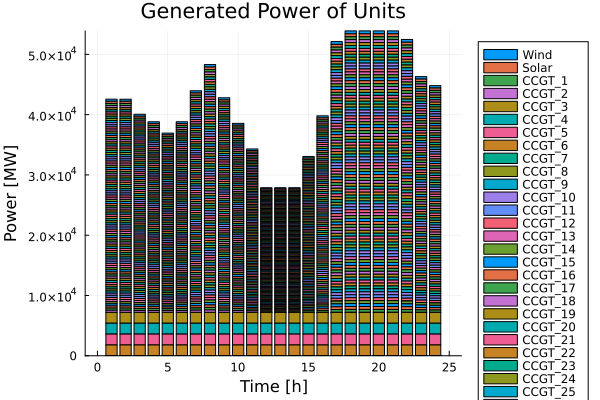 Generated Power of Units
5.0×10⁴
4.0×10⁴
3.0×10⁴
2.0×10⁴
1.0×10⁴
0
Power [MW]
0 5 10 15 20 25
Time [h]
Wind
Solar
CCGT_1
CCGT_2
CCGT_3
CCGT_4
CCGT_5
CCGT_6
CCGT_7
CCGT_8
CCGT_9
CCGT_10
CCGT_11
CCGT_12
CCGT_13
CCGT_14
CCGT_15
CCGT_16
CCGT_17
CCGT_18
CCGT_19
CCGT_20
CCGT_21
CCGT_22
CCGT_23
CCGT_24
CCGT_25